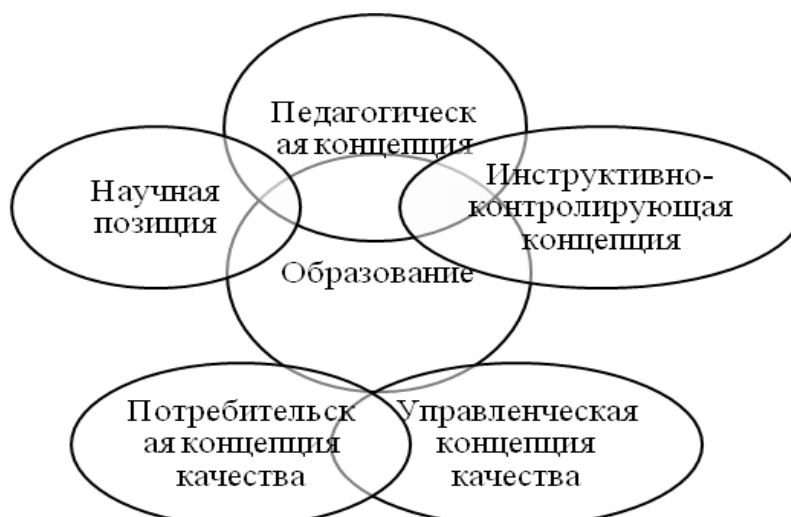 Педагогическ
ая концепция
Научная
позиция
Инструктивно-
контролирующая
концепция
Образование
Потребительск
ая концепция
качества
Управленческая
концепция
качества